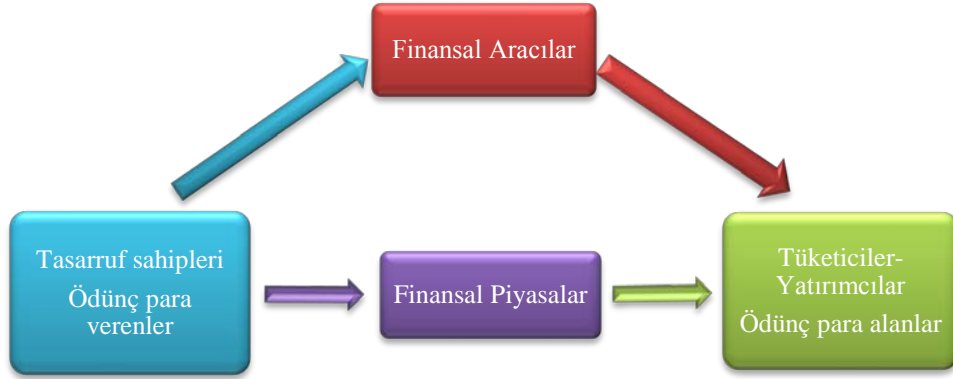 Finansal Aracılar
Tasarruf sahipleri
Ödünç para
verenler
Finansal Piyasalar
Tüketiciler-
Yatırımcılar
Ödünç para alanlar